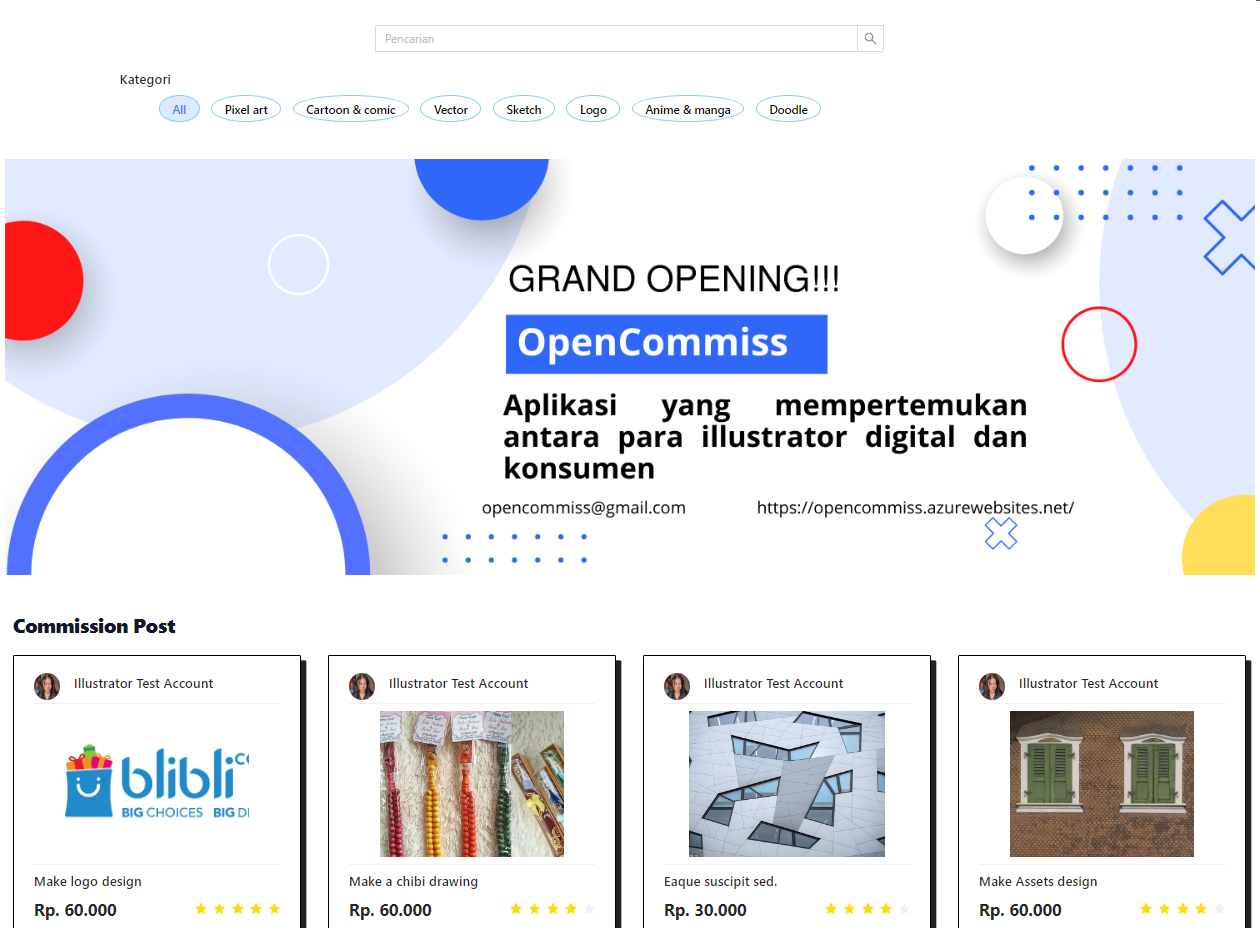 Pencarian
Kategori
All Pixel art Cartoon & comic Vector Sketch Logo Anime & manga Doodle
GRAND OPENING!!!
OpenCommiss
Aplikasi yang mempertemukan
antara para illustrator digital dan
konsumen
opencommiss@gmail.com https://opencommiss.azurewebsites.net/
Commission Post
Illustrator Test Account Illustrator Test Account Illustrator Test Account Illustrator Test Account
blibli
BIG CHOICES BIG
Make logo design Make a chibi drawing Eaque suscipit sed. Make Assets design
Rp. 60.000 Rp. 60.000 Rp. 30.000 Rp. 60.000